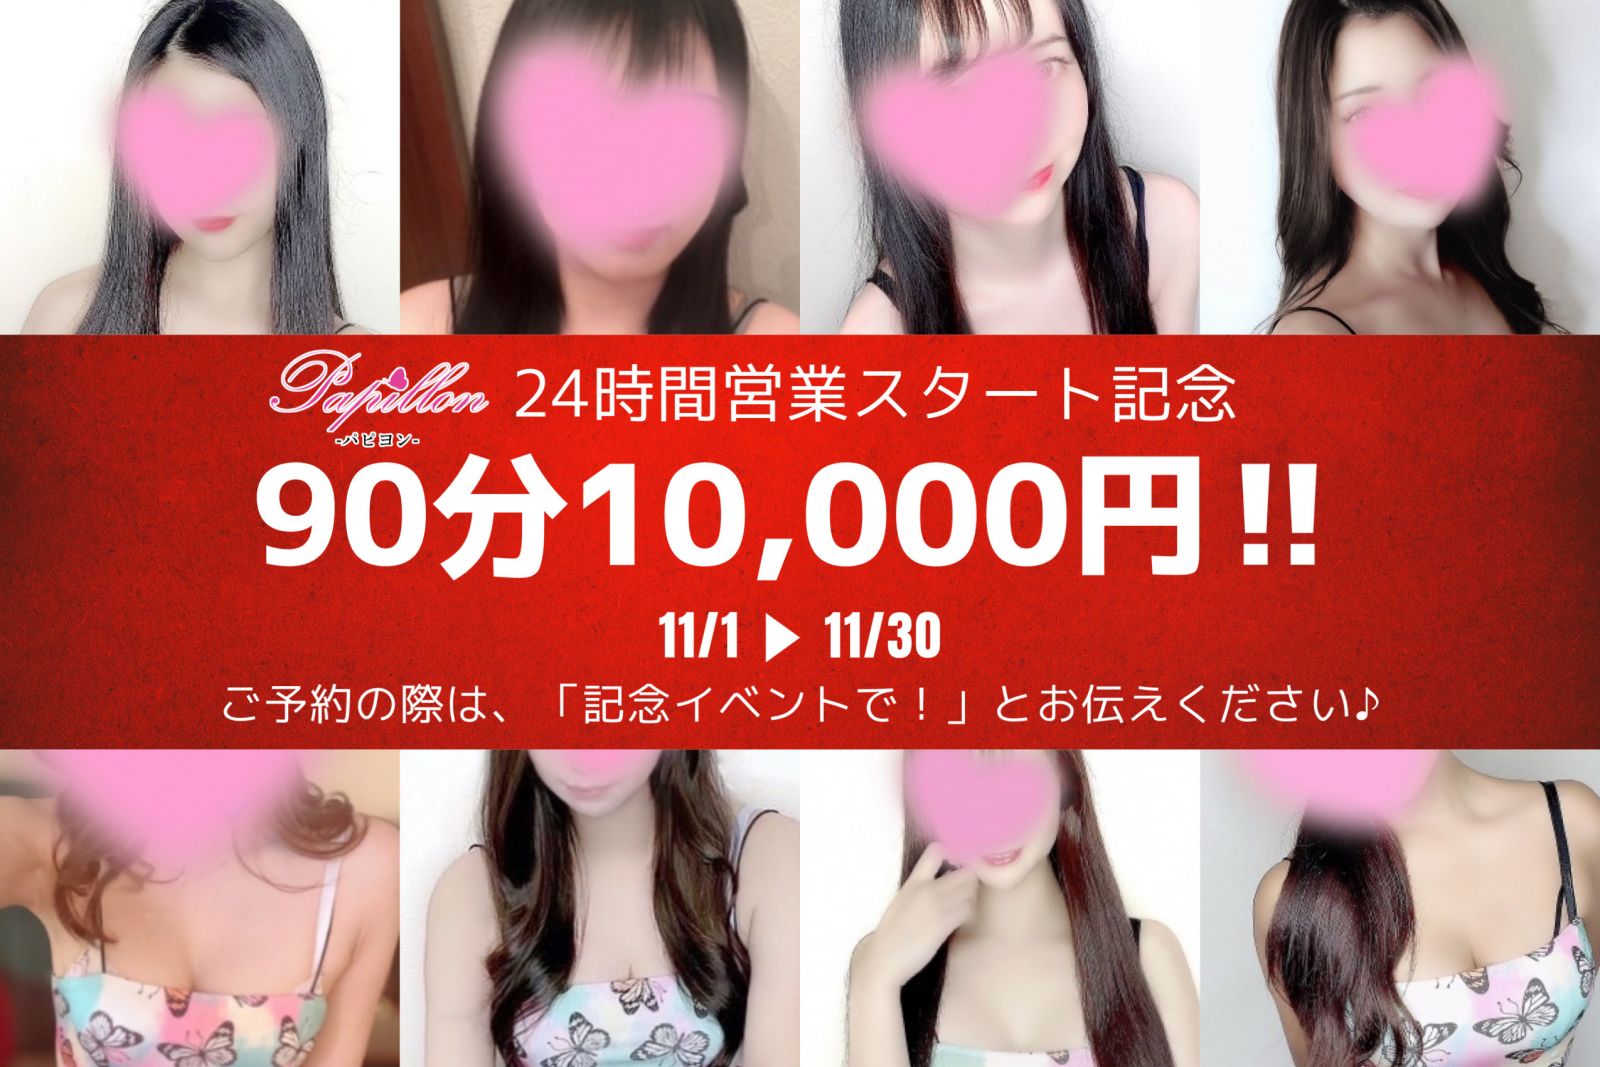 Papillon
-パピヨン-
24時間営業スタート記念
90分10,000円!!
11/1 ▶ 11/30
ご予約の際は、「記念イベントで!」とお伝えください♪